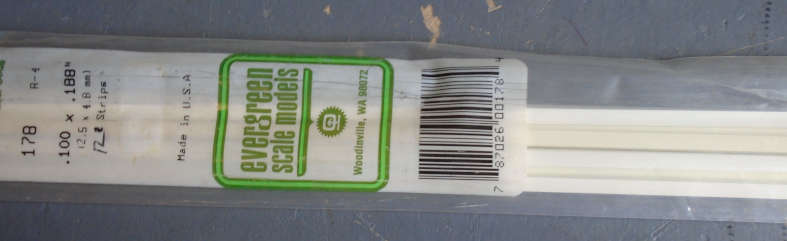 178 R-4
.100 x .188"
(2.5 x 4.8 mm)
Strips
Made in U.S.A
evergreen
scale models
Woodinville, WA 98072
7 87026 00178 4